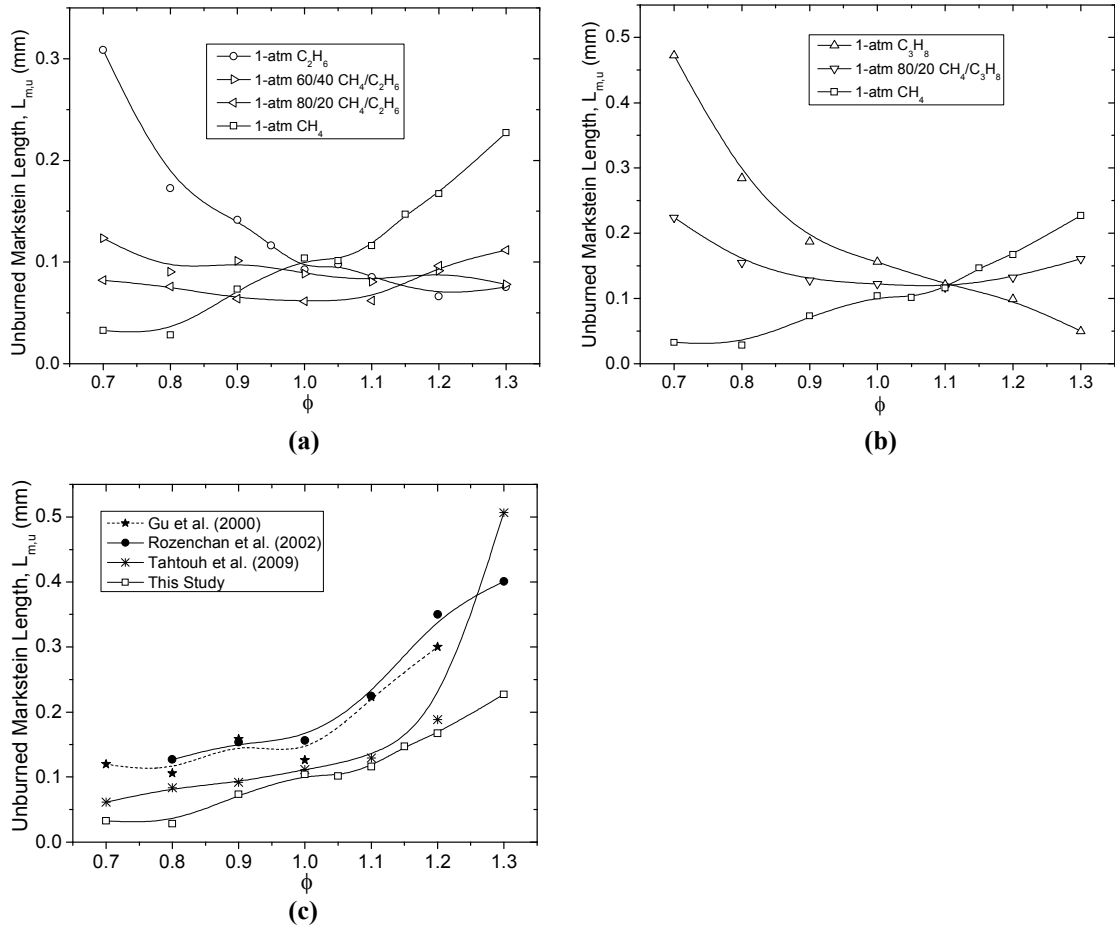 Unburned Markstein Length, L_{m,u} (mm)
0.3
0.2
0.1
0.0
1-atm C₂H₆
1-atm 60/40 CH₄/C₂H₆
1-atm 80/20 CH₄/C₂H₆
1-atm CH₄
0.7 0.8 0.9 1.0 1.1 1.2 1.3
ϕ
(a)
Unburned Markstein Length, L_{m,u} (mm)
0.5
0.4
0.3
0.2
0.1
0.0
1-atm C₃H₈
1-atm 80/20 CH₄/C₃H₈
1-atm CH₄
0.7 0.8 0.9 1.0 1.1 1.2 1.3
ϕ
(b)
Unburned Markstein Length, L_{m,u} (mm)
0.5
0.4
0.3
0.2
0.1
0.0
Gu et al. (2000)
Rozenchan et al. (2002)
Tahtouh et al. (2009)
This Study
0.7 0.8 0.9 1.0 1.1 1.2 1.3
ϕ
(c)